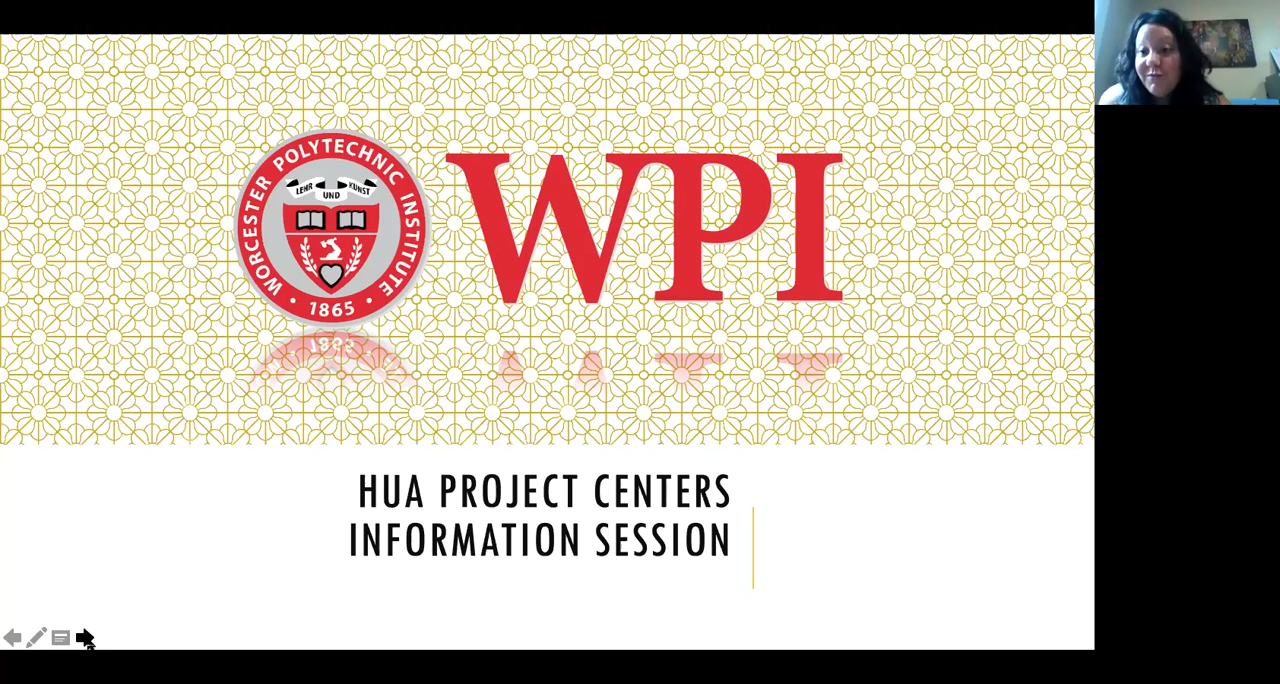 WORCESTER POLYTECHNIC INSTITUTE
LEHR UND KUNST
1865
WPI
HUA PROJECT CENTERS
INFORMATION SESSION